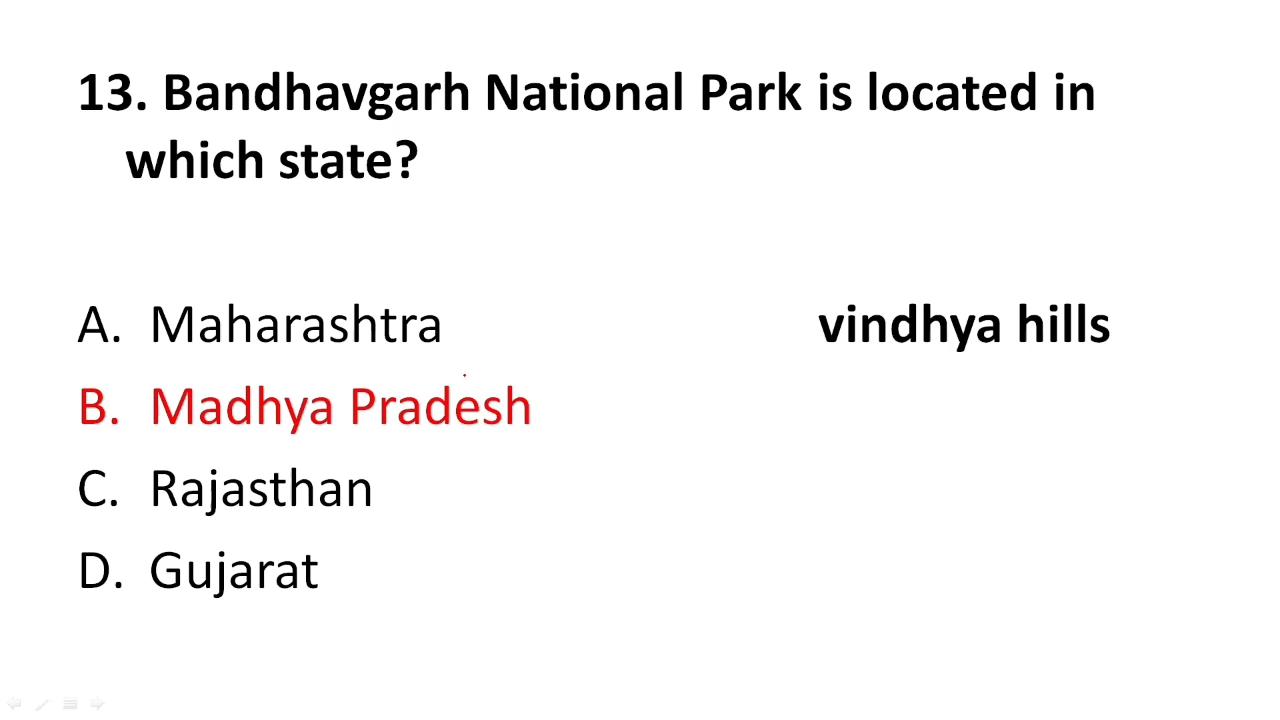 13. Bandhavgarh National Park is located in
which state?
A. Maharashtra
vindhya hills
B. Madhya Pradesh
C. Rajasthan
D. Gujarat